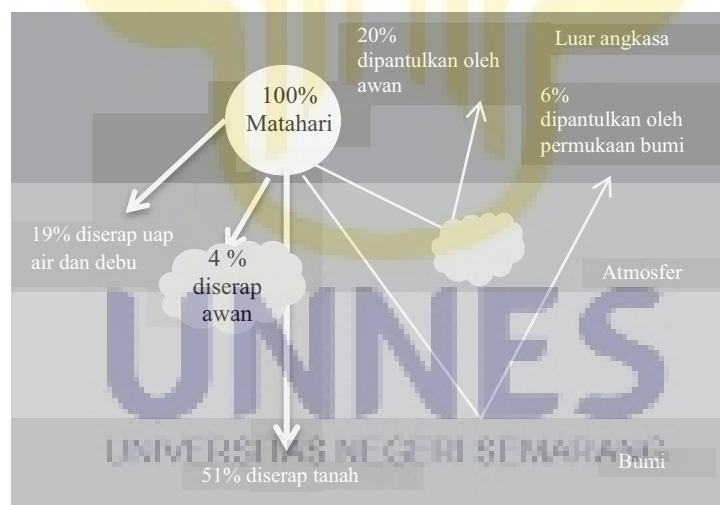 20%
dipantulkan oleh
awan
Luar angkasa
100%
Matahari
6%
dipantulkan oleh
permukaan bumi
19% diserap uap
air dan debu
4 %
diserap
awan
Atmosfer
UNNES
UNIVERSITAS NEGERI SEMARANG
Bumi
51% diserap tanah